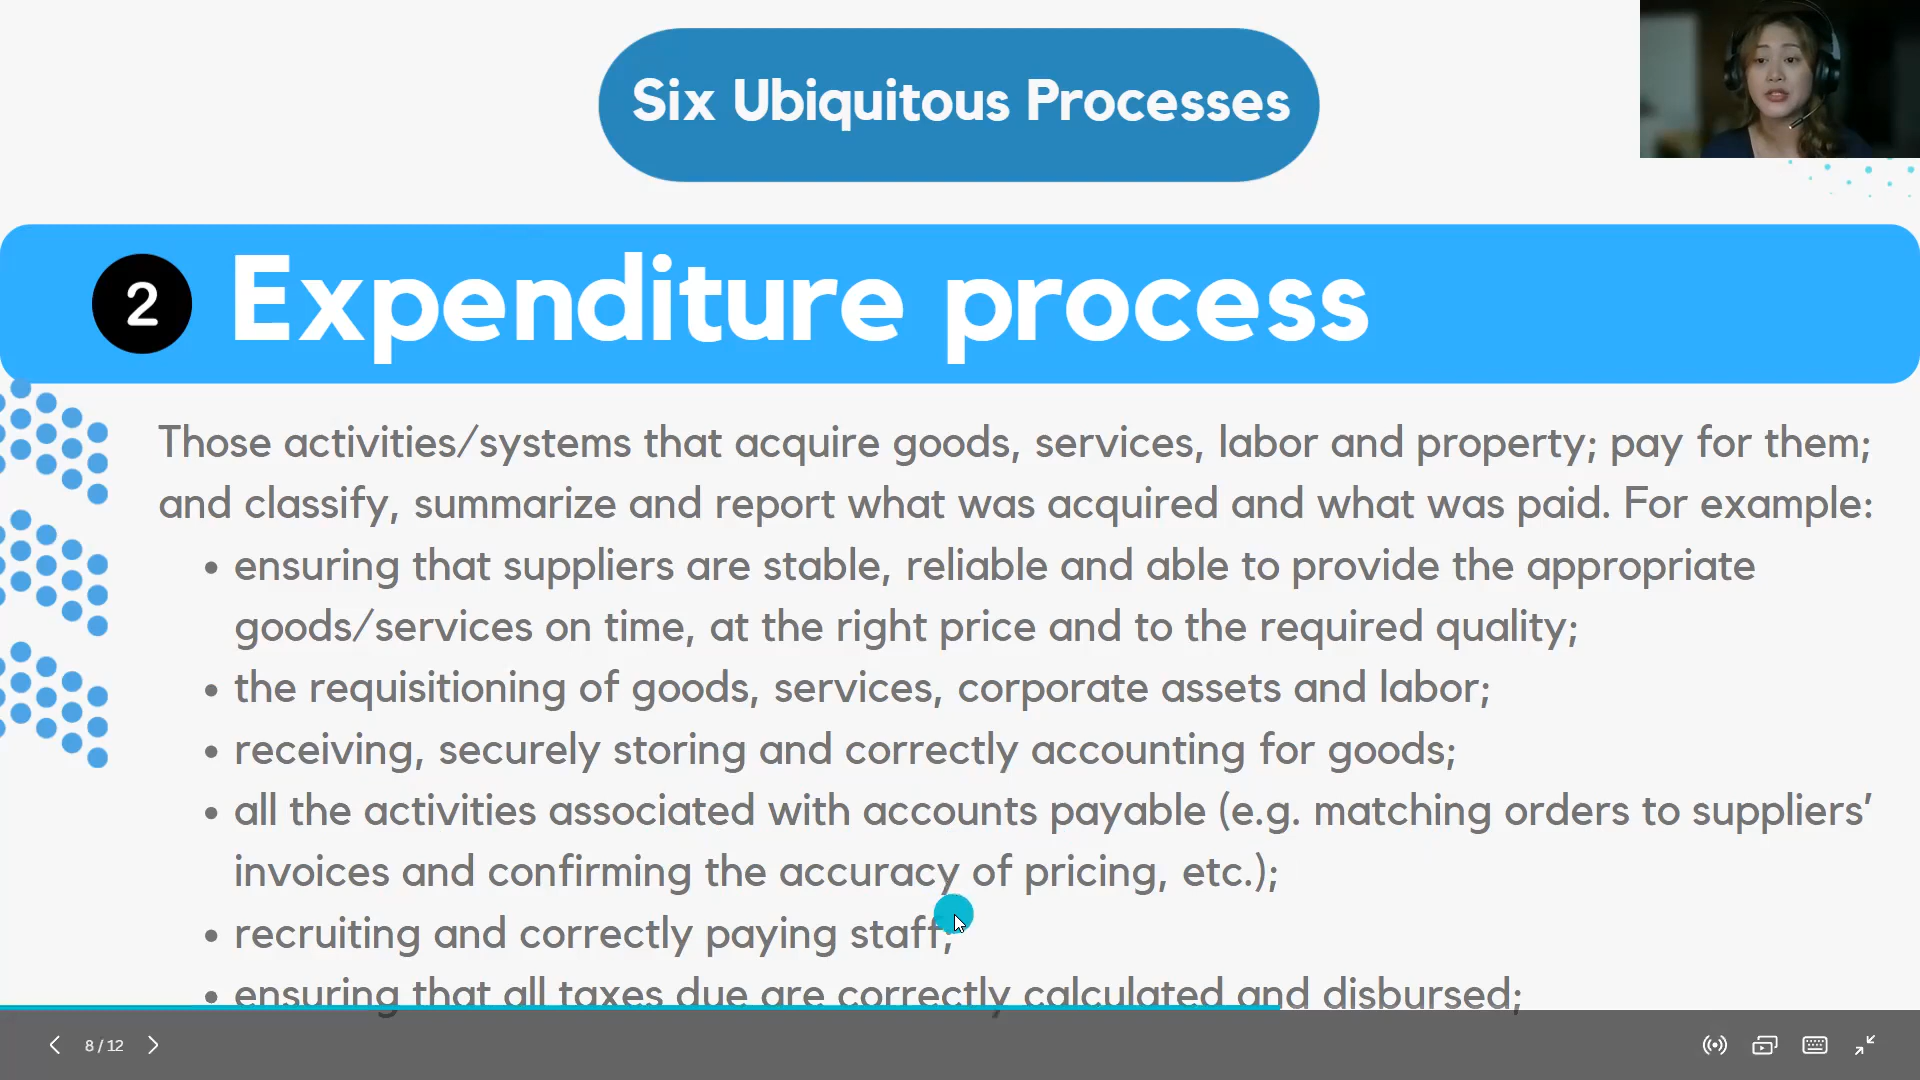 Six Ubiquitous Processes
2 Expenditure process
Those activities/systems that acquire goods, services, labor and property; pay for them;
and classify, summarize and report what was acquired and what was paid. For example:
• ensuring that suppliers are stable, reliable and able to provide the appropriate
goods/services on time, at the right price and to the required quality;
• the requisitioning of goods, services, corporate assets and labor;
• receiving, securely storing and correctly accounting for goods;
• all the activities associated with accounts payable (e.g. matching orders to suppliers’
invoices and confirming the accuracy of pricing, etc.);
• recruiting and correctly paying staff;
• ensuring that all taxes due are correctly calculated and disbursed;
8 / 12